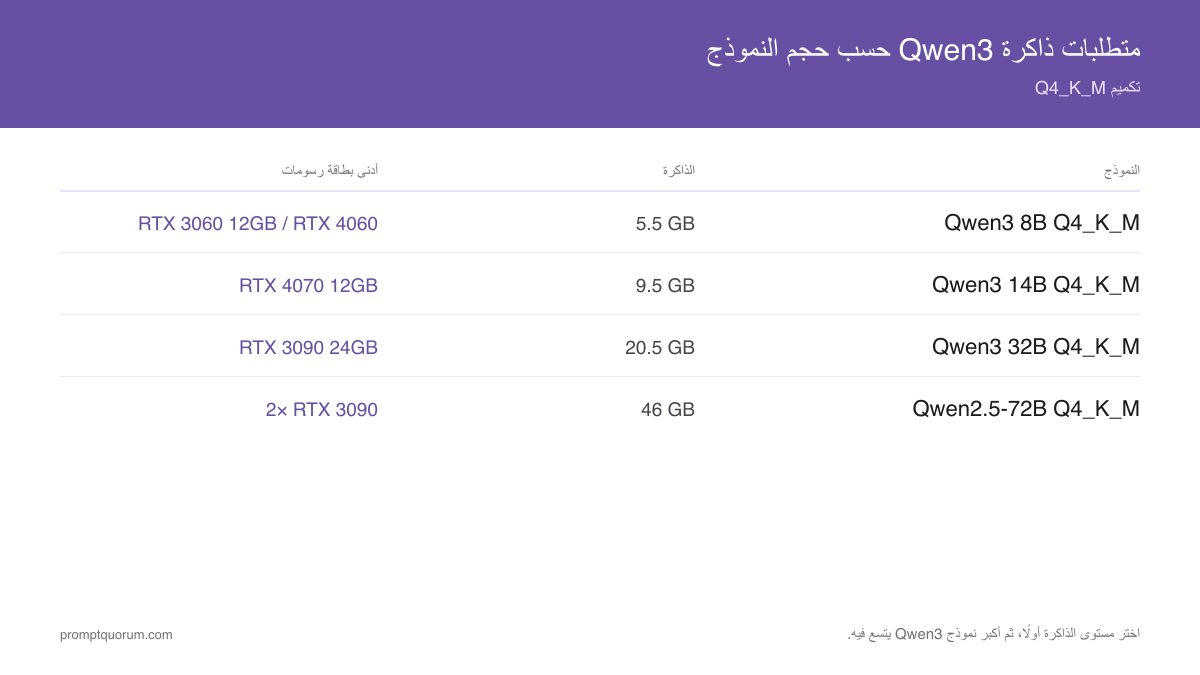 متطلبات ذاكرة Qwen3 حسب حجم النموذج
تكميم Q4_K_M
النموذج الذاكرة أدنى بطاقة رسومات
Qwen3 8B Q4_K_M 5.5 GB RTX 3060 12GB / RTX 4060
Qwen3 14B Q4_K_M 9.5 GB RTX 4070 12GB
Qwen3 32B Q4_K_M 20.5 GB RTX 3090 24GB
Qwen2.5-72B Q4_K_M 46 GB 2× RTX 3090
اختر مستوى الذاكرة أولًا، ثم أكبر نموذج Qwen3 يتسع فيه.
promptquorum.com